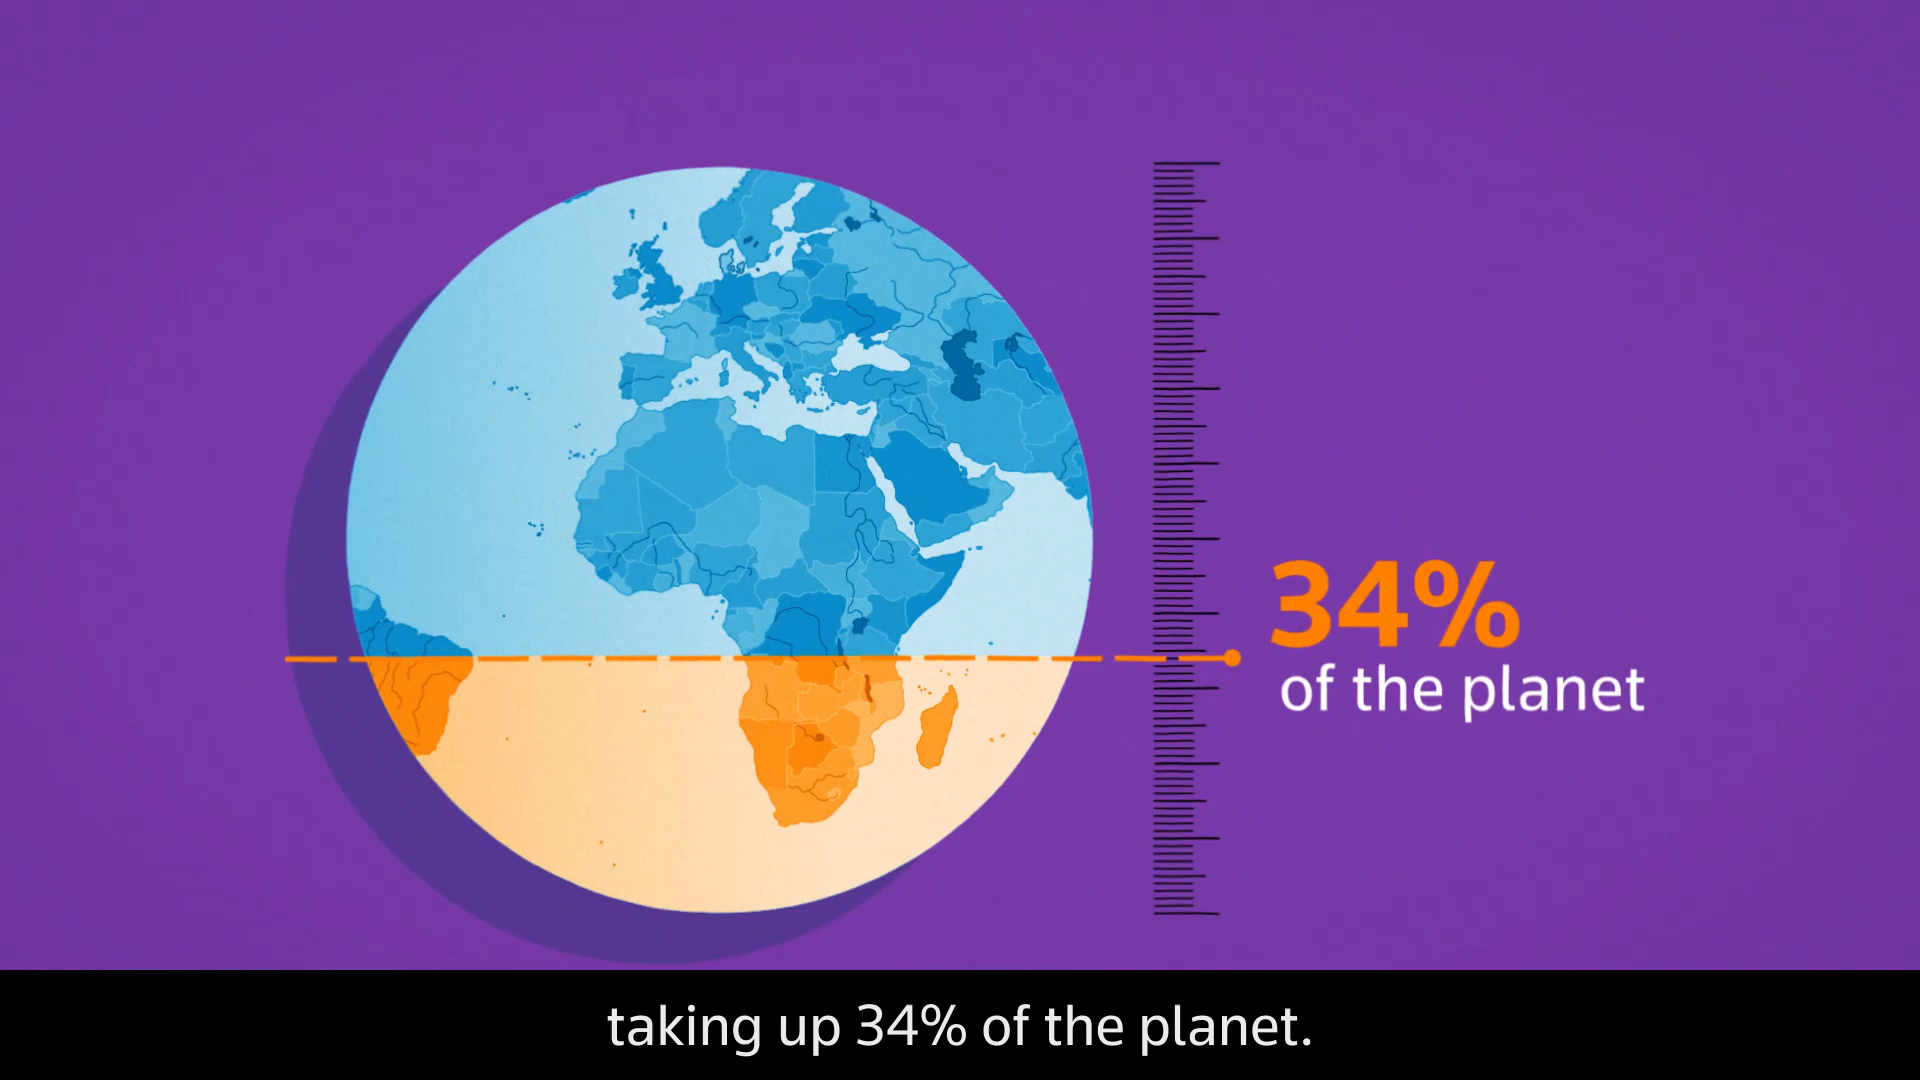 34%
of the planet
taking up 34% of the planet.